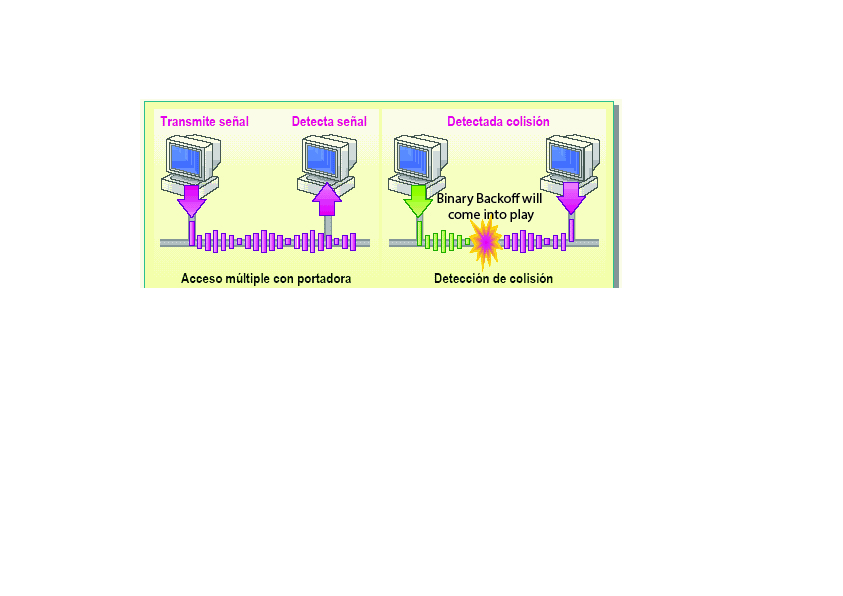 Transmite señal
Detecta señal
Detectada colisión
Binary Backoff will
come into play
Acceso múltiple con portadora
Detección de colisión